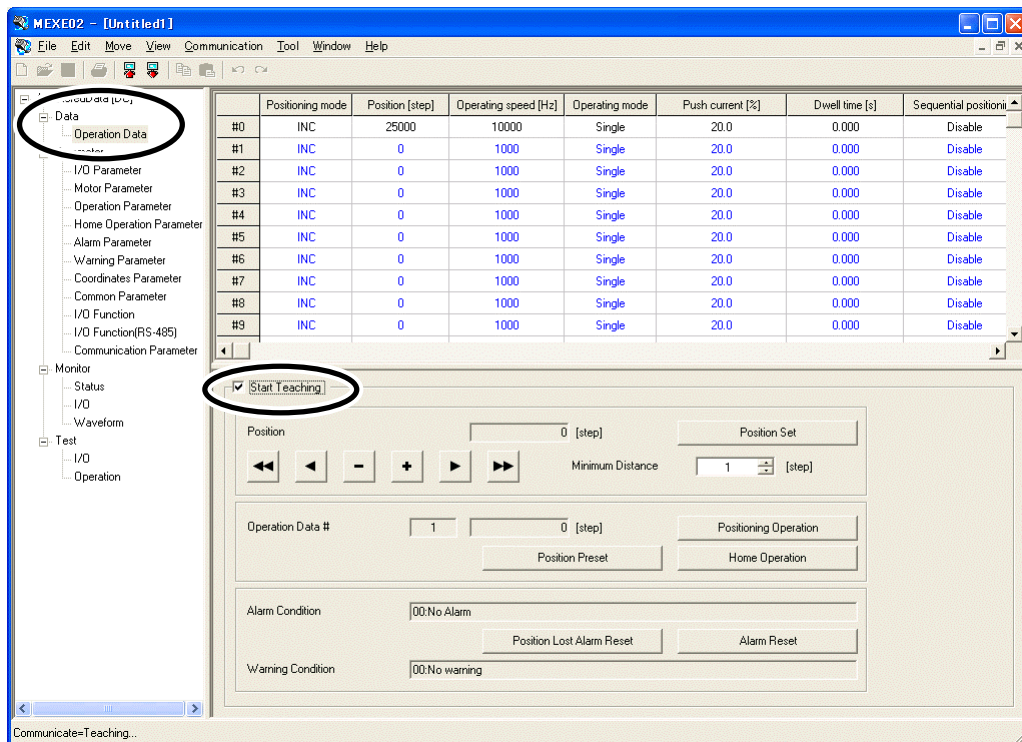 MEXE02 - [Untitled1]
File Edit Move View Communication Tool Window Help
Data
Operation Data
I/O Parameter
Motor Parameter
Operation Parameter
Home Operation Parameter
Alarm Parameter
Warning Parameter
Coordinates Parameter
Common Parameter
I/O Function
I/O Function(RS-485)
Communication Parameter
Monitor
Status
I/O
Waveform
Test
I/O
Operation
Positioning mode Position [step] Operating speed [Hz] Operating mode Push current [%] Dwell time [s] Sequential positioni
#0 INC 25000 10000 Single 20.0 0.000 Disable
#1 INC 0 1000 Single 20.0 0.000 Disable
#2 INC 0 1000 Single 20.0 0.000 Disable
#3 INC 0 1000 Single 20.0 0.000 Disable
#4 INC 0 1000 Single 20.0 0.000 Disable
#5 INC 0 1000 Single 20.0 0.000 Disable
#6 INC 0 1000 Single 20.0 0.000 Disable
#7 INC 0 1000 Single 20.0 0.000 Disable
#8 INC 0 1000 Single 20.0 0.000 Disable
#9 INC 0 1000 Single 20.0 0.000 Disable
Start Teaching
Position 0 [step] Position Set
Minimum Distance 1 [step]
Operation Data # 1 0 [step] Positioning Operation
Position Preset Home Operation
Alarm Condition 00:No Alarm
Position Lost Alarm Reset Alarm Reset
Warning Condition 00:No warning
Communicate=Teaching...